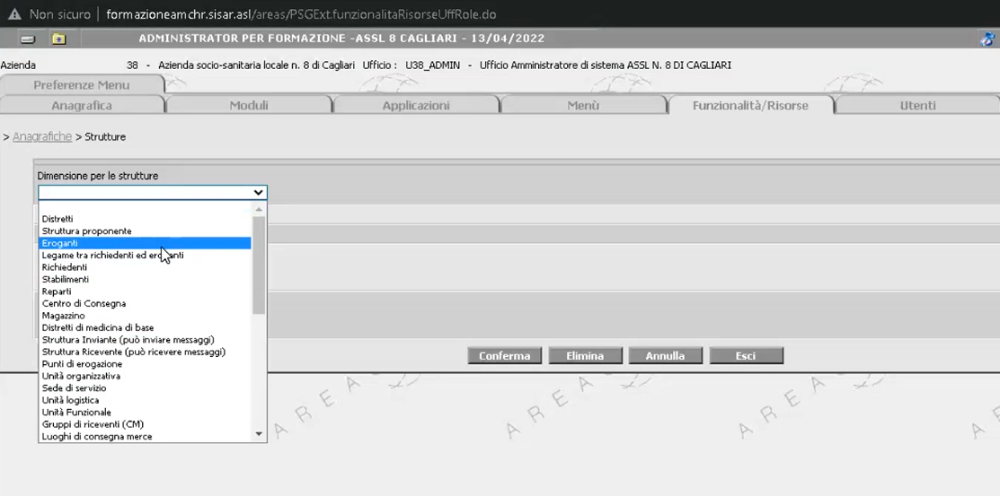 Non sicuro formazioneamchr.sisar.asl/areas/PSGExt.funzionalitaRisorseUffRole.do
ADMINISTRATOR PER FORMAZIONE -ASSL 8 CAGLIARI - 13/04/2022
Azienda 38 - Azienda socio-sanitaria locale n. 8 di Cagliari Ufficio : U38_ADMIN - Ufficio Amministratore di sistema ASSL N. 8 DI CAGLIARI
Preferenze Menu
Anagrafica Moduli Applicazioni Menù Funzionalità/Risorse Utenti
> Anagrafiche > Strutture
Dimensione per le strutture
Distretti
Struttura proponente
Eroganti
Legame tra richiedenti ed eroganti
Richiedenti
Stabilimenti
Reparti
Centro di Consegna
Magazzino
Distretti di medicina di base
Struttura Inviante (può inviare messaggi)
Struttura Ricevente (può ricevere messaggi)
Punti di erogazione
Unità organizzativa
Sede di servizio
Unità logistica
Unità Funzionale
Gruppi di riceventi (CM)
Luoghi di consegna merce
Conferma Elimina Annulla Esci